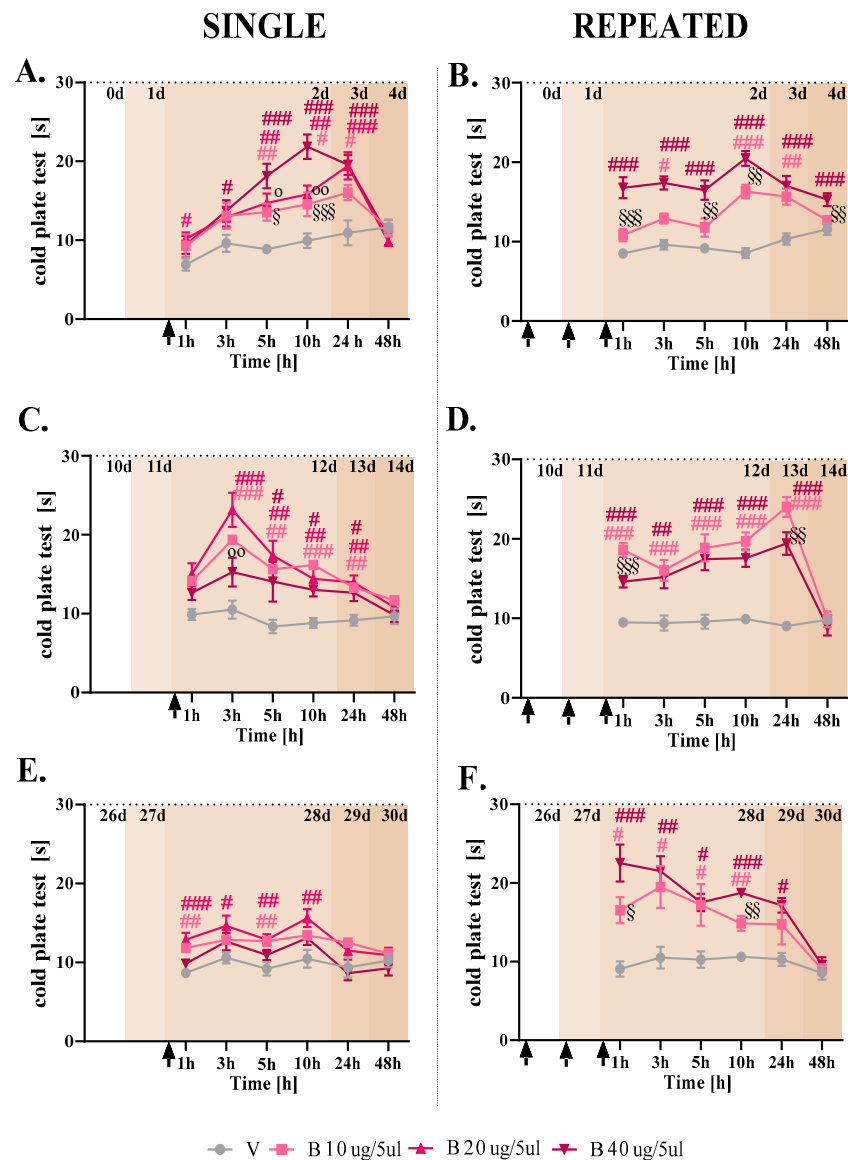 SINGLE
REPEATED
A.
30
20
10
0
cold plate test [s]
0d 1d 2d 3d 4d
### ### ###
## ## ###
# # ## # #
o oo
§ §§§
1h 3h 5h 10h 24 h 48h
Time [h]
B.
30
20
10
0
cold plate test [s]
0d 1d 2d 3d 4d
### ### ### ### ### ###
# ### ##
§§§ §§ §§ §§
1h 3h 5h 10h 24h 48h
Time [h]
C.
30
20
10
0
cold plate test [s]
10d 11d 12d 13d 14d
### # # #
### ## ## ##
## ### ##
oo
1h 3h 5h 10h 24h 48h
Time [h]
D.
30
20
10
0
cold plate test [s]
10d 11d 12d 13d 14d
### ## ### ### ###
### ### ### ### ###
§§§ §§
1h 3h 5h 10h 24h 48h
Time [h]
E.
30
20
10
0
cold plate test [s]
26d 27d 28d 29d 30d
### # ## ##
## ##
1h 3h 5h 10h 24h 48h
Time [h]
F.
30
20
10
0
cold plate test [s]
26d 27d 28d 29d 30d
### ## # ### #
# # # ##
§ §§
1h 3h 5h 10h 24h 48h
Time [h]
V B 10 ug/5ul B 20 ug/5ul B 40 ug/5ul